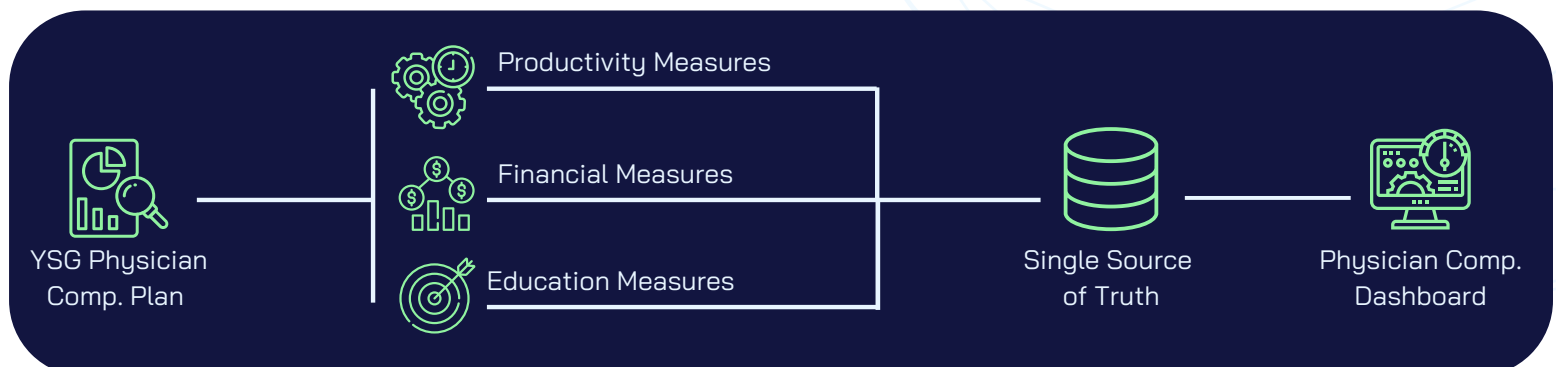 YSG Physician
Comp. Plan
Productivity Measures
Financial Measures
Education Measures
Single Source
of Truth
Physician Comp.
Dashboard